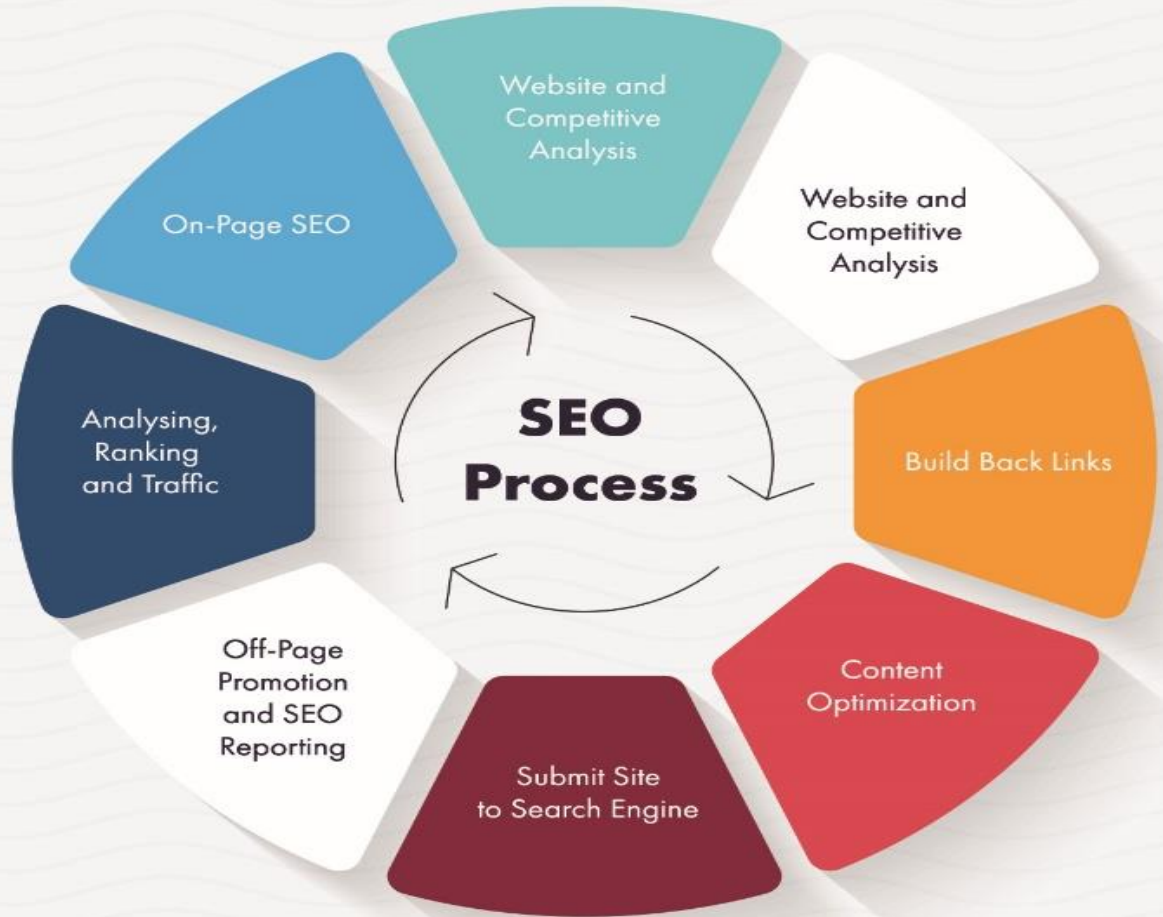 Website and
Competitive
Analysis
Website and
Competitive
Analysis
Build Back Links
Content
Optimization
Submit Site
to Search Engine
Off-Page
Promotion
and SEO
Reporting
Analysing,
Ranking
and Traffic
On-Page SEO
SEO
Process